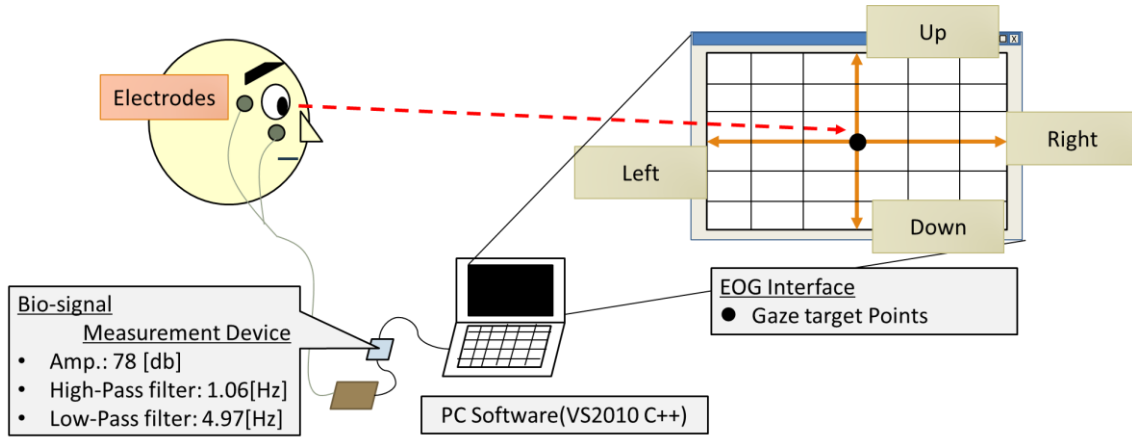 Electrodes
Up
Left
Right
Down
X
Bio-signal
Measurement Device
• Amp.: 78 [db]
• High-Pass filter: 1.06[Hz]
• Low-Pass filter: 4.97[Hz]
EOG Interface
● Gaze target Points
PC Software(VS2010 C++)